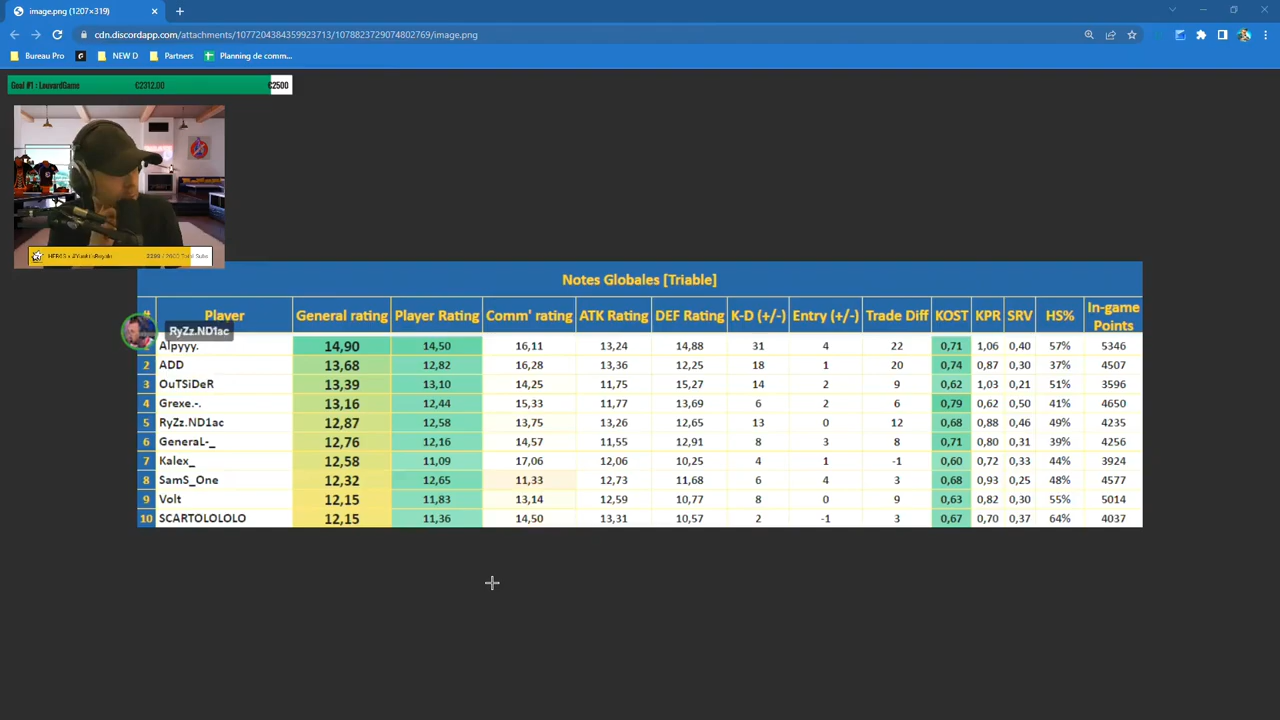 image.png (1207×319)
cdn.discordapp.com/attachments/1077204384359923713/1078823729074802769/image.png
Bureau Pro NEW D Partners Planning de comm...
Goal #1 : LouvardGame €2312.00 €2500
Total Subs
Notes Globales [Triable]
# Player General rating Player Rating Comm' rating ATK Rating DEF Rating K-D (+/-) Entry (+/-) Trade Diff KOST KPR SRV HS% In-game Points
RyZz.ND1ac
Alpyyy. 14,90 14,50 16,11 13,24 14,88 31 4 22 0,71 1,06 0,40 57% 5346
2 ADD 13,68 12,82 16,28 13,36 12,25 18 1 20 0,74 0,87 0,30 37% 4507
3 OuTSiDeR 13,39 13,10 14,25 11,75 15,27 14 2 9 0,62 1,03 0,21 51% 3596
4 Grexe.-. 13,16 12,44 15,33 11,77 13,69 6 2 6 0,79 0,62 0,50 41% 4650
5 RyZz.ND1ac 12,87 12,58 13,75 13,26 12,65 13 0 12 0,68 0,88 0,46 49% 4235
6 GeneraL-_ 12,76 12,16 14,57 11,55 12,91 8 3 8 0,71 0,80 0,31 39% 4256
7 Kalex_ 12,58 11,09 17,06 12,06 10,25 4 1 -1 0,60 0,72 0,33 44% 3924
8 SamS_One 12,32 12,65 11,33 12,73 11,68 6 4 3 0,68 0,93 0,25 48% 4577
9 Volt 12,15 11,83 13,14 12,59 10,77 8 0 9 0,63 0,82 0,30 55% 5014
10 SCARTOLOLOLO 12,15 11,36 14,50 13,31 10,57 2 -1 3 0,67 0,70 0,37 64% 4037